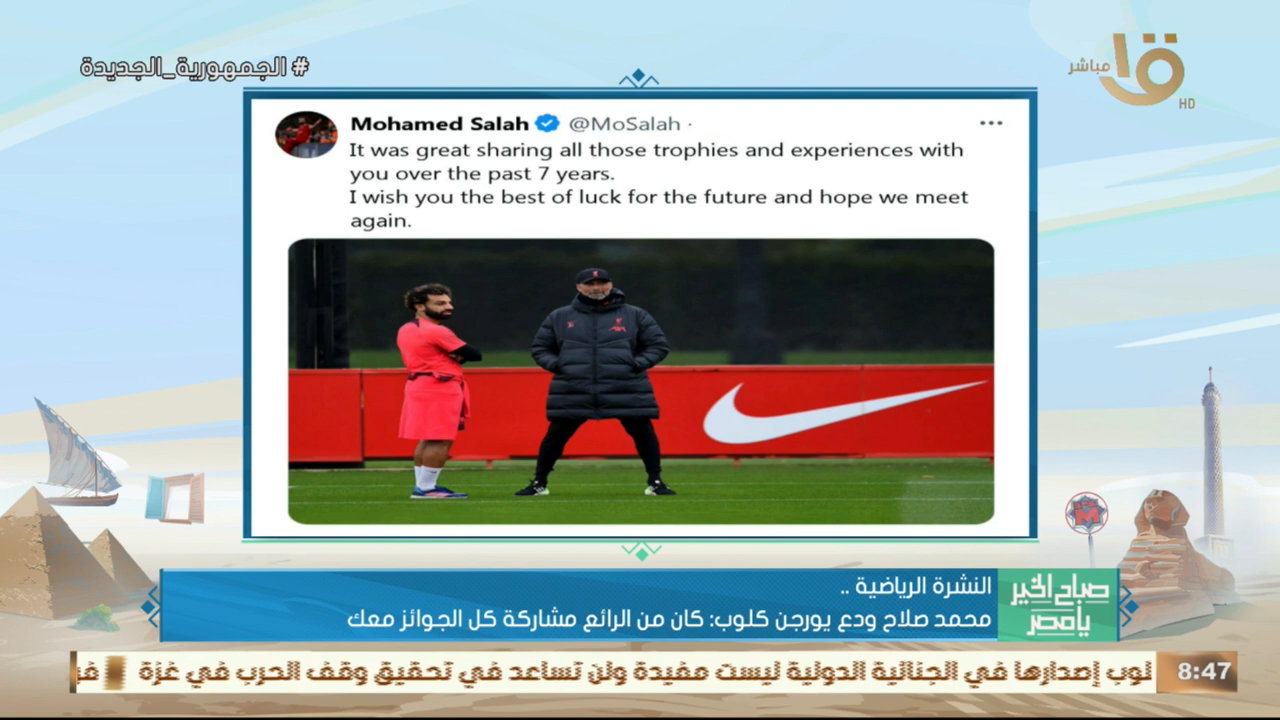 # الجمهورية_الجديدة
مباشر
HD
Mohamed Salah @MoSalah ·
It was great sharing all those trophies and experiences with
you over the past 7 years.
I wish you the best of luck for the future and hope we meet
again.
النشرة الرياضية ..
محمد صلاح ودع يورجن كلوب: كان من الرائع مشاركة كل الجوائز معك
صباح الخير
يا مصر
8:47
إصدارها في الجنائية الدولية ليست مفيدة ولن تساعد في تحقيق وقف الحرب في غزة